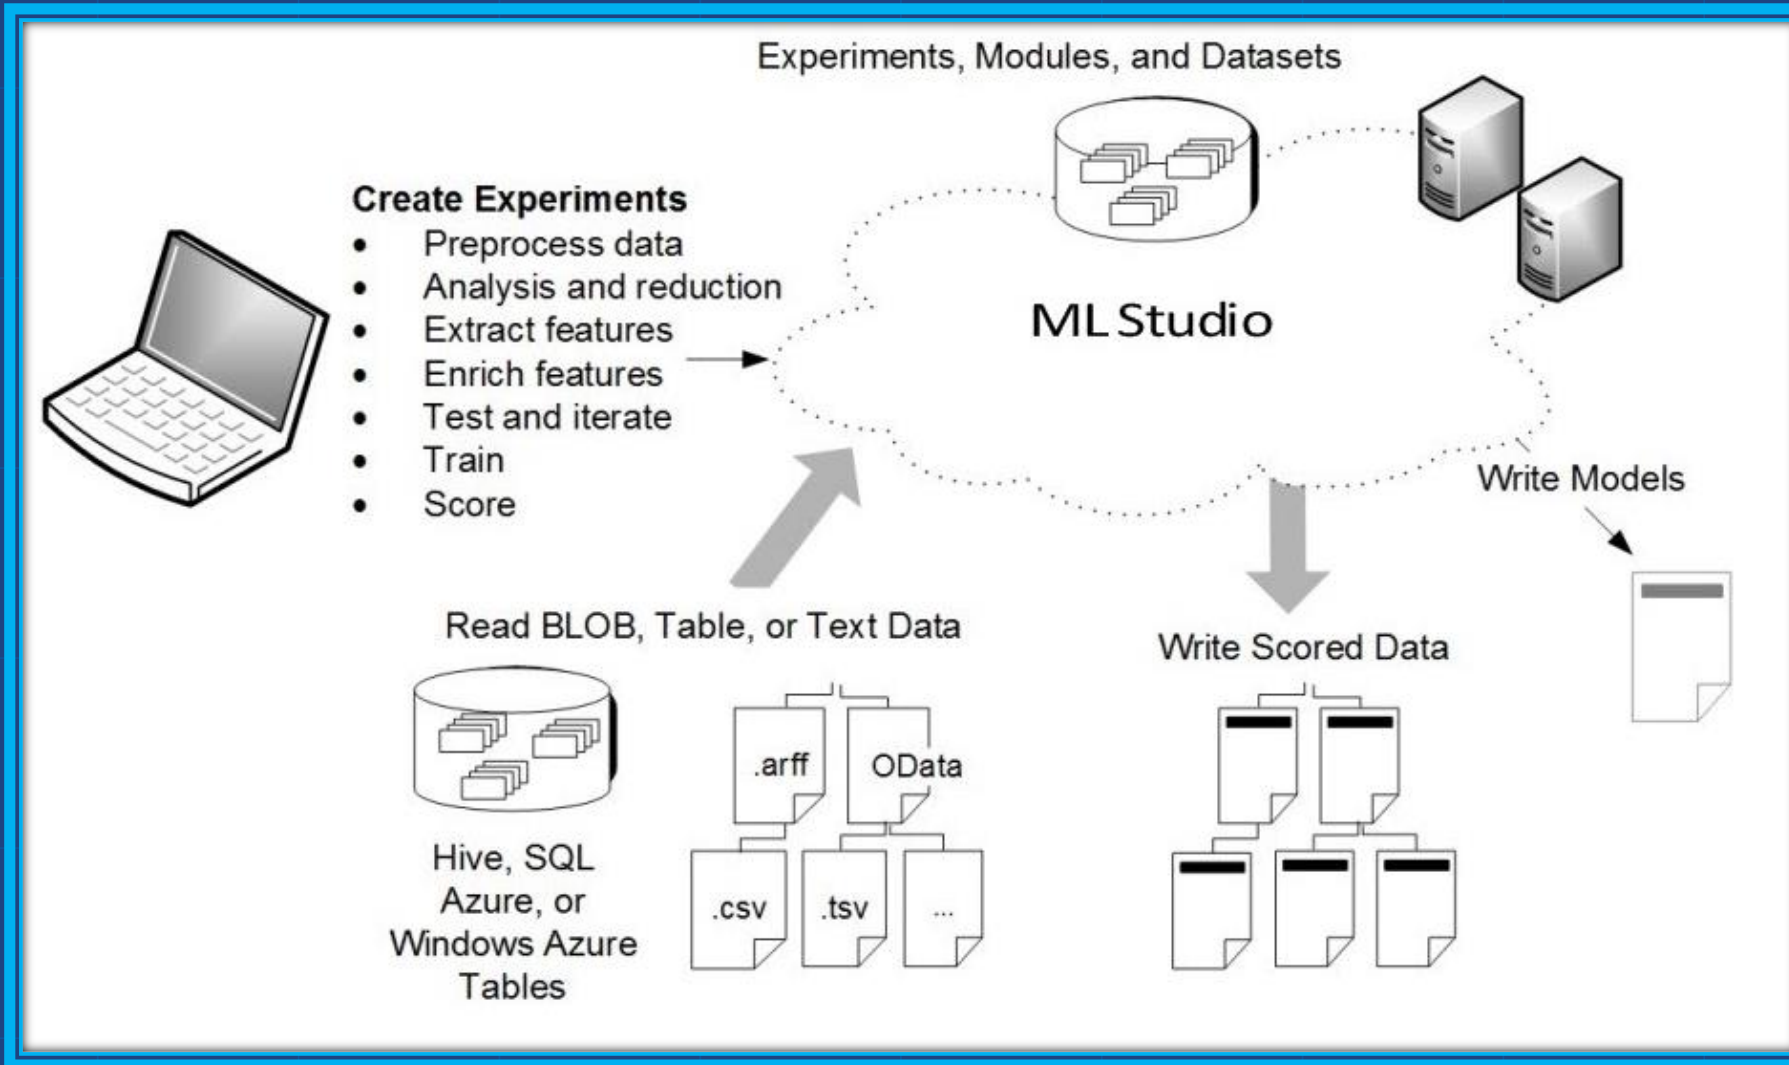 Experiments, Modules, and Datasets
Create Experiments
• Preprocess data
• Analysis and reduction
• Extract features
• Enrich features
• Test and iterate
• Train
• Score
ML Studio
Write Models
Read BLOB, Table, or Text Data
Write Scored Data
.arff
OData
.csv
.tsv
...
Hive, SQL
Azure, or
Windows Azure
Tables